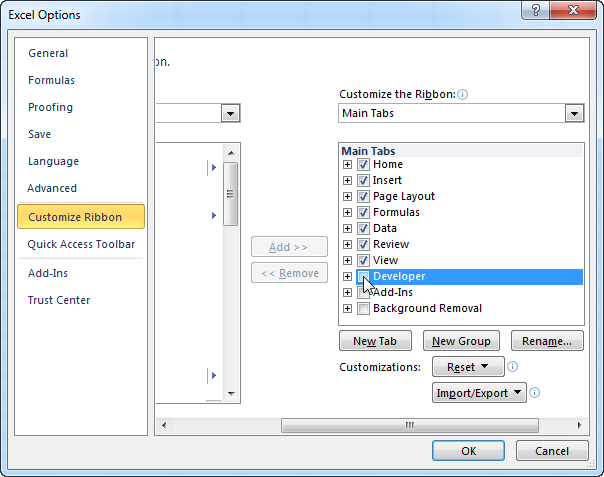 Excel Options
General
Formulas
Proofing
Save
Language
Advanced
Customize Ribbon
Quick Access Toolbar
Add-Ins
Trust Center
on.
Add >>
<< Remove
Customize the Ribbon:
Main Tabs
Main Tabs
Home
Insert
Page Layout
Formulas
Data
Review
View
Developer
Add-Ins
Background Removal
New Tab New Group Rename...
Customizations: Reset
Import/Export
OK Cancel